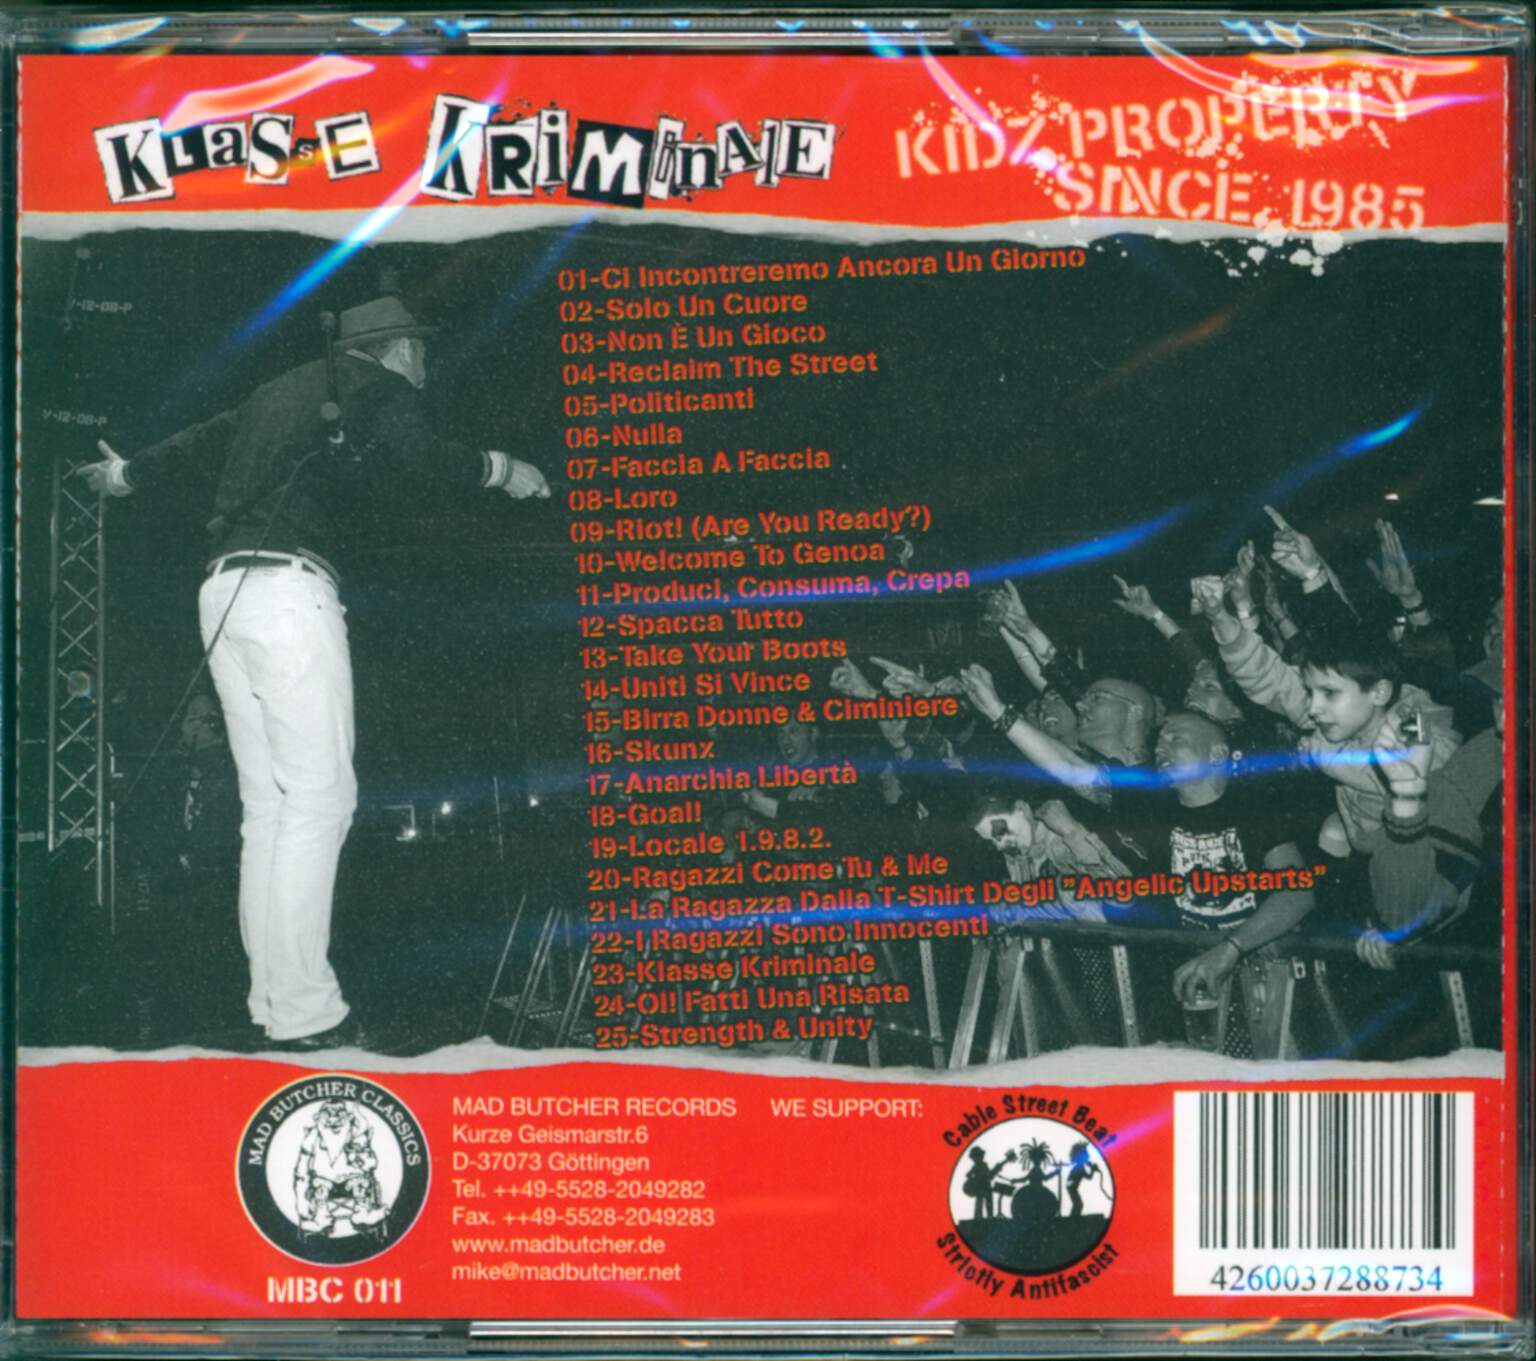 KLaSsE KRiMinAlE
KIDZ PROPERTY
SINCE 1985
01-Ci Incontreremo Ancora Un Giorno
02-Solo Un Cuore
03-Non È Un Gioco
04-Reclaim The Street
05-Politicanti
06-Nulla
07-Faccia A Faccia
08-Loro
09-Riot! (Are You Ready?)
10-Welcome To Genoa
11-Produci, Consuma, Crepa
12-Spacca Tutto
13-Take Your Boots
14-Uniti Si Vince
15-Birra Donne & Ciminiere
16-Skunx
17-Anarchia Libertà
18-Goal!
19-Locale 1.9.8.2.
20-Ragazzi Come Tu & Me
21-La Ragazza Dalla T-Shirt Degli "Angelic Upstarts"
22-I Ragazzi Sono Innocenti
23-Klasse Kriminale
24-Oi! Fatti Una Risata
25-Strength & Unity
MAD BUTCHER CLASSICS
MBC 011
MAD BUTCHER RECORDS
Kurze Geismarstr.6
D-37073 Göttingen
Tel. ++49-5528-2049282
Fax. ++49-5528-2049283
www.madbutcher.de
mike@madbutcher.net
WE SUPPORT:
Cable Street Beat
Strictly Antifascist
4260037288734